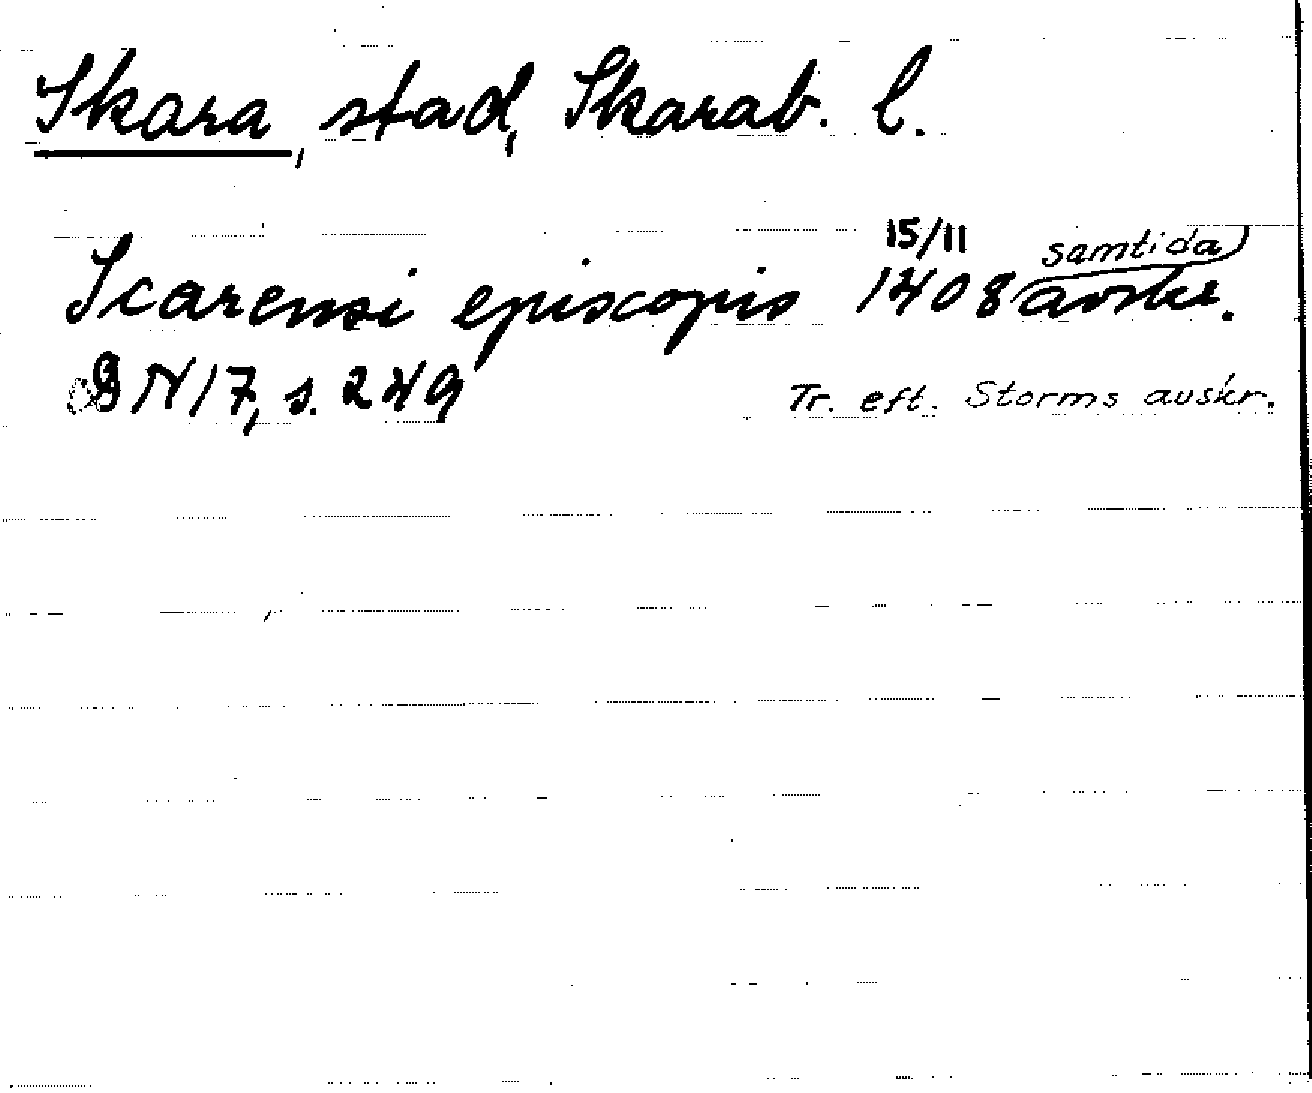 Skara, stad, Skarab. l.
Scarensi episcopis 15/11 1408 samtida avskr.
DN 17, s. 249 Tr. eft. Storms avskr.